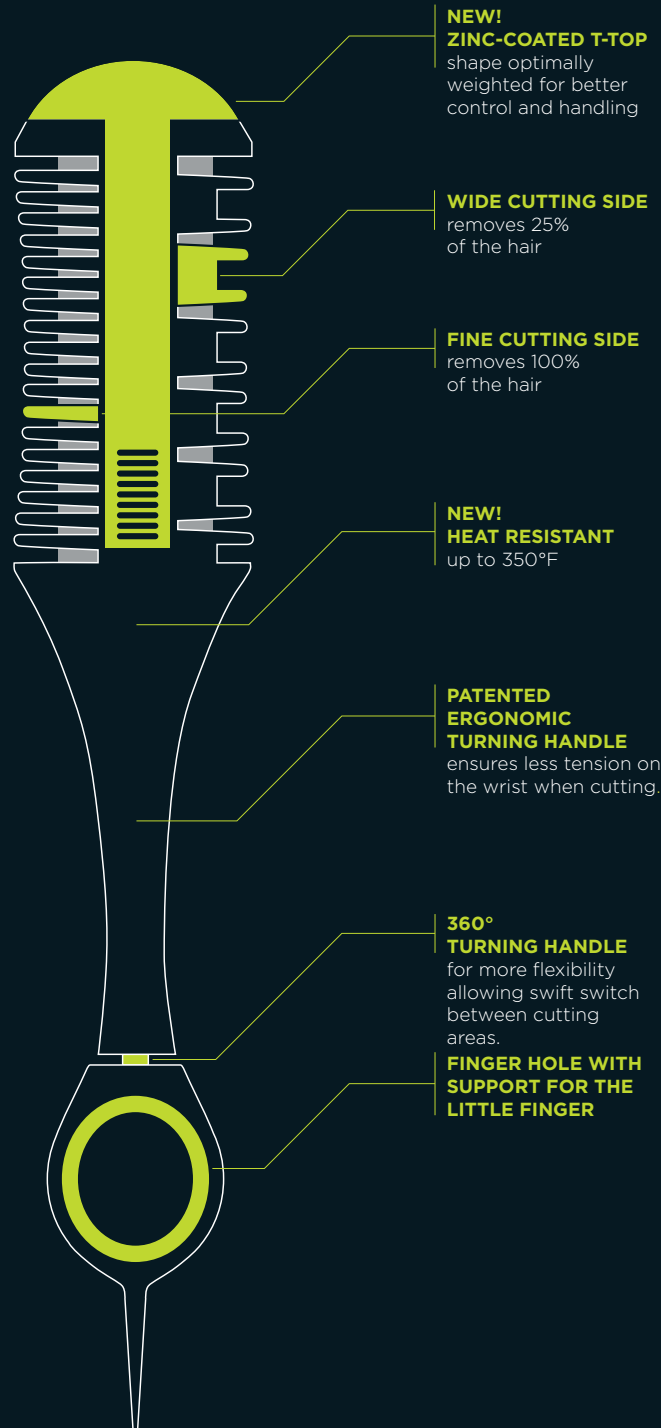 NEW!
ZINC-COATED T-TOP
shape optimally
weighted for better
control and handling
WIDE CUTTING SIDE
removes 25%
of the hair
FINE CUTTING SIDE
removes 100%
of the hair
NEW!
HEAT RESISTANT
up to 350°F
PATENTED
ERGONOMIC
TURNING HANDLE
ensures less tension on
the wrist when cutting.
360°
TURNING HANDLE
for more flexibility
allowing swift switch
between cutting
areas.
FINGER HOLE WITH
SUPPORT FOR THE
LITTLE FINGER